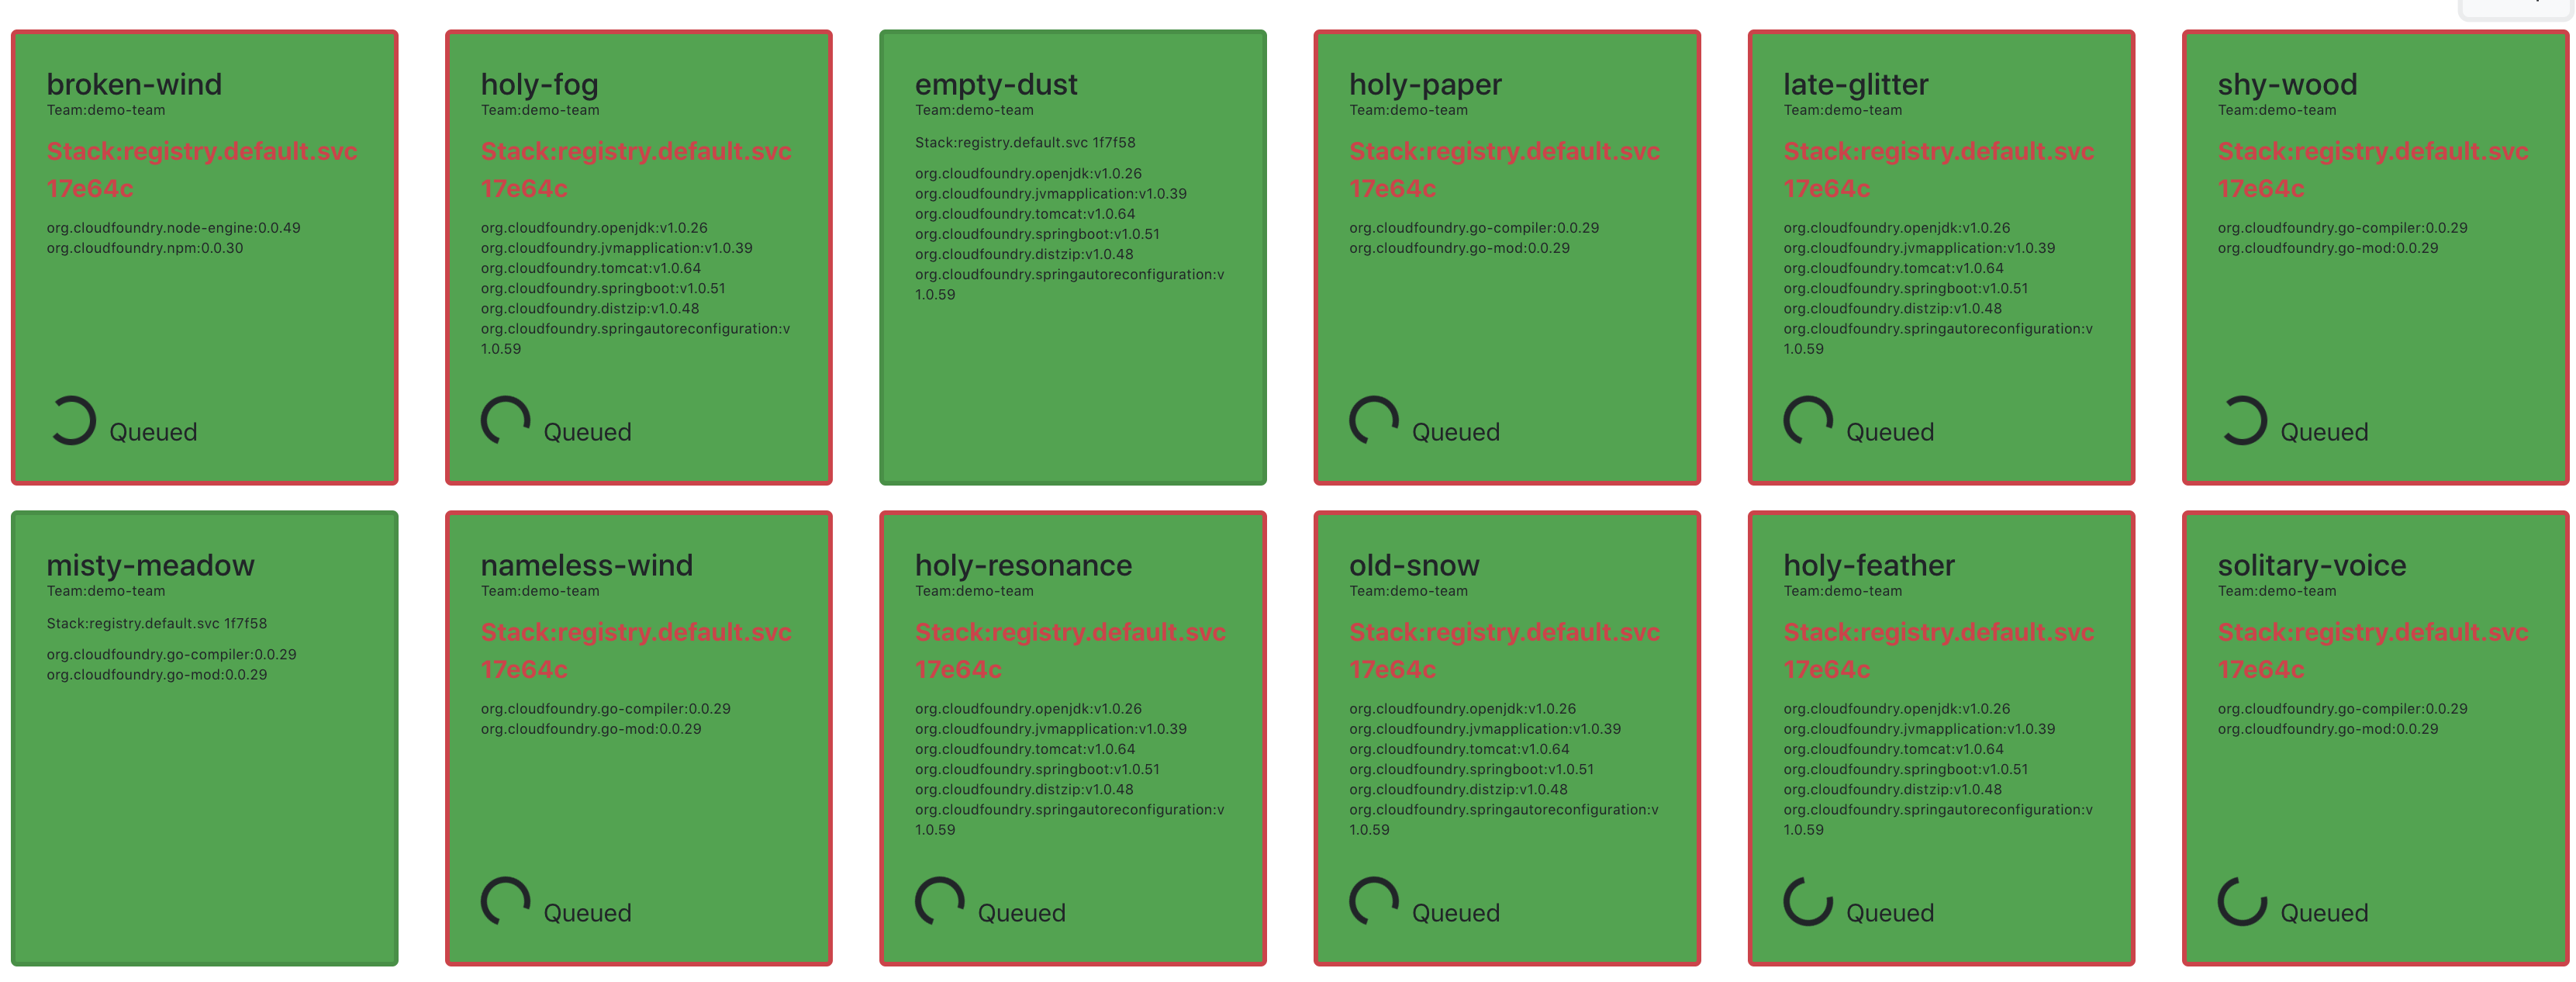 broken-wind
Team:demo-team
Stack:registry.default.svc
17e64c
org.cloudfoundry.node-engine:0.0.49
org.cloudfoundry.npm:0.0.30
Queued
holy-fog
Team:demo-team
Stack:registry.default.svc
17e64c
org.cloudfoundry.openjdk:v1.0.26
org.cloudfoundry.jvmapplication:v1.0.39
org.cloudfoundry.tomcat:v1.0.64
org.cloudfoundry.springboot:v1.0.51
org.cloudfoundry.distzip:v1.0.48
org.cloudfoundry.springautoreconfiguration:v
1.0.59
Queued
empty-dust
Team:demo-team
Stack:registry.default.svc 1f7f58
org.cloudfoundry.openjdk:v1.0.26
org.cloudfoundry.jvmapplication:v1.0.39
org.cloudfoundry.tomcat:v1.0.64
org.cloudfoundry.springboot:v1.0.51
org.cloudfoundry.distzip:v1.0.48
org.cloudfoundry.springautoreconfiguration:v
1.0.59
holy-paper
Team:demo-team
Stack:registry.default.svc
17e64c
org.cloudfoundry.go-compiler:0.0.29
org.cloudfoundry.go-mod:0.0.29
Queued
late-glitter
Team:demo-team
Stack:registry.default.svc
17e64c
org.cloudfoundry.openjdk:v1.0.26
org.cloudfoundry.jvmapplication:v1.0.39
org.cloudfoundry.tomcat:v1.0.64
org.cloudfoundry.springboot:v1.0.51
org.cloudfoundry.distzip:v1.0.48
org.cloudfoundry.springautoreconfiguration:v
1.0.59
Queued
shy-wood
Team:demo-team
Stack:registry.default.svc
17e64c
org.cloudfoundry.go-compiler:0.0.29
org.cloudfoundry.go-mod:0.0.29
Queued
misty-meadow
Team:demo-team
Stack:registry.default.svc 1f7f58
org.cloudfoundry.go-compiler:0.0.29
org.cloudfoundry.go-mod:0.0.29
nameless-wind
Team:demo-team
Stack:registry.default.svc
17e64c
org.cloudfoundry.go-compiler:0.0.29
org.cloudfoundry.go-mod:0.0.29
Queued
holy-resonance
Team:demo-team
Stack:registry.default.svc
17e64c
org.cloudfoundry.openjdk:v1.0.26
org.cloudfoundry.jvmapplication:v1.0.39
org.cloudfoundry.tomcat:v1.0.64
org.cloudfoundry.springboot:v1.0.51
org.cloudfoundry.distzip:v1.0.48
org.cloudfoundry.springautoreconfiguration:v
1.0.59
Queued
old-snow
Team:demo-team
Stack:registry.default.svc
17e64c
org.cloudfoundry.openjdk:v1.0.26
org.cloudfoundry.jvmapplication:v1.0.39
org.cloudfoundry.tomcat:v1.0.64
org.cloudfoundry.springboot:v1.0.51
org.cloudfoundry.distzip:v1.0.48
org.cloudfoundry.springautoreconfiguration:v
1.0.59
Queued
holy-feather
Team:demo-team
Stack:registry.default.svc
17e64c
org.cloudfoundry.openjdk:v1.0.26
org.cloudfoundry.jvmapplication:v1.0.39
org.cloudfoundry.tomcat:v1.0.64
org.cloudfoundry.springboot:v1.0.51
org.cloudfoundry.distzip:v1.0.48
org.cloudfoundry.springautoreconfiguration:v
1.0.59
Queued
solitary-voice
Team:demo-team
Stack:registry.default.svc
17e64c
org.cloudfoundry.go-compiler:0.0.29
org.cloudfoundry.go-mod:0.0.29
Queued